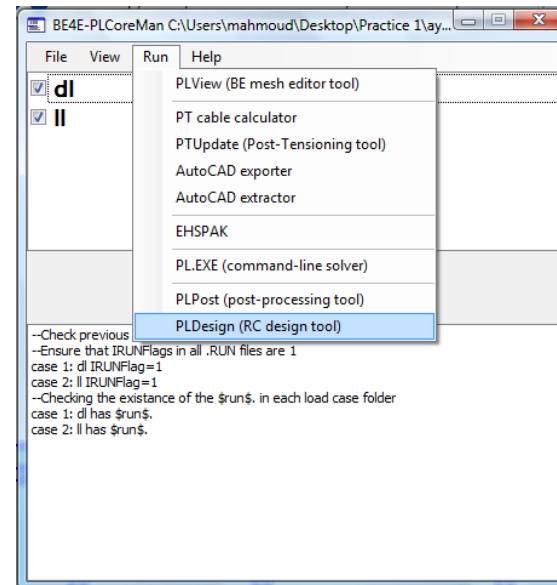 BE4E-PLCoreMan C:\Users\mahmoud\Desktop\Practice 1\ay...
File View Run Help
dl
ll
PLView (BE mesh editor tool)
PT cable calculator
PTUpdate (Post-Tensioning tool)
AutoCAD exporter
AutoCAD extractor
EHSPAK
PL.EXE (command-line solver)
PLPost (post-processing tool)
PLDesign (RC design tool)
--Check previous
--Ensure that IRUNFlags in all .RUN files are 1
case 1: dl IRUNFlag=1
case 2: ll IRUNFlag=1
--Checking the existance of the $run$. in each load case folder
case 1: dl has $run$.
case 2: ll has $run$.